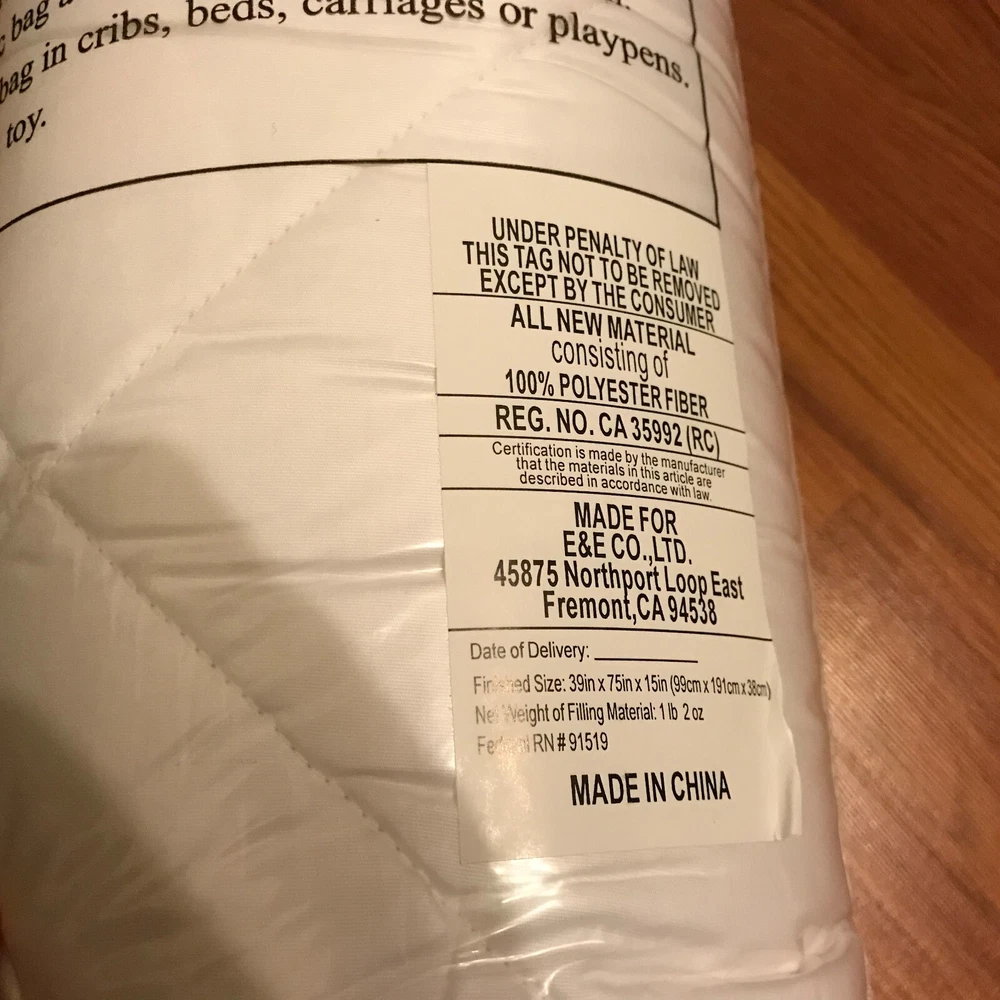 bag
bag in cribs, beds, carriages or playpens.
toy.
UNDER PENALTY OF LAW
THIS TAG NOT TO BE REMOVED
EXCEPT BY THE CONSUMER
ALL NEW MATERIAL
consisting of
100% POLYESTER FIBER
REG. NO. CA 35992 (RC)
Certification is made by the manufacturer
that the materials in this article are
described in accordance with law.
MADE FOR
E&E CO.,LTD.
45875 Northport Loop East
Fremont,CA 94538
Date of Delivery:
Finished Size: 39in x 75in x 15in (99cm x 191cm x 38cm)
Net Weight of Filling Material: 1 lb 2 oz
Federal RN # 91519
MADE IN CHINA